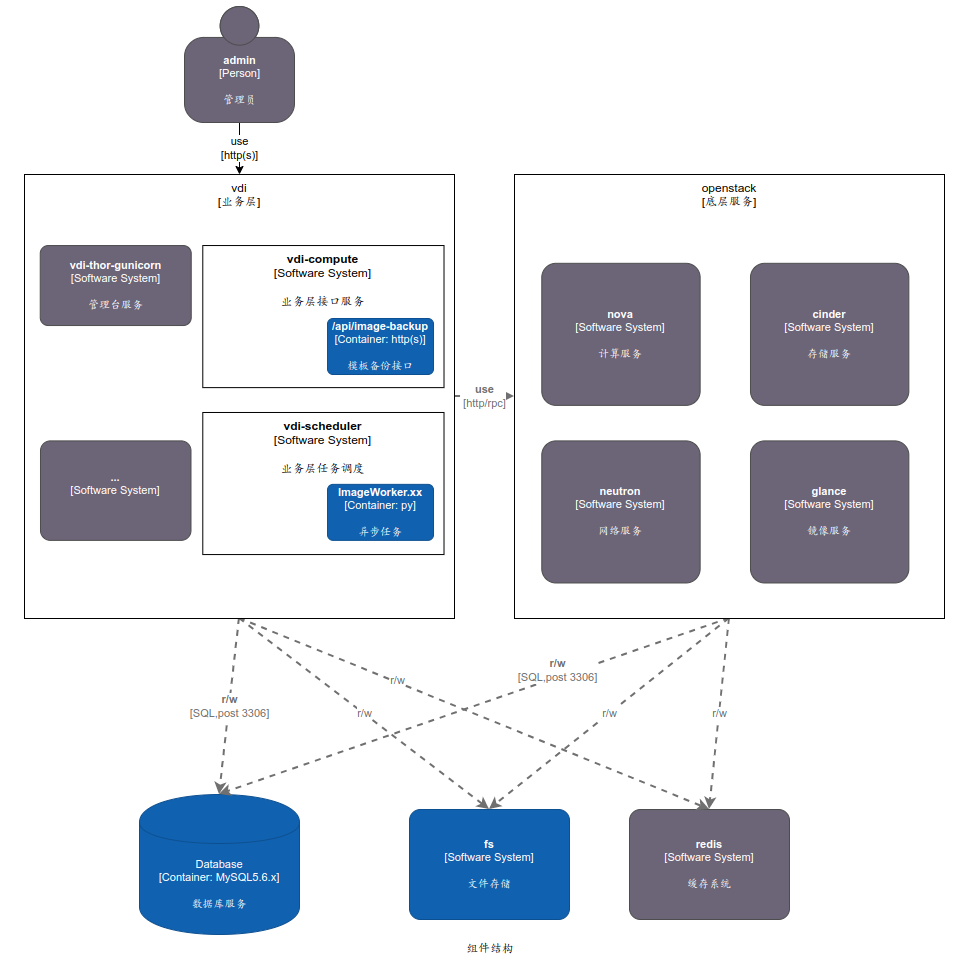 admin
[Person]
管理员
use
[http(s)]
vdi
[业务层]
vdi-thor-gunicorn
[Software System]
管理台服务
vdi-compute
[Software System]
业务层接口服务
/api/image-backup
[Container: http(s)]
模板备份接口
...
[Software System]
vdi-scheduler
[Software System]
业务层任务调度
ImageWorker.xx
[Container: py]
异步任务
use
[http/rpc]
openstack
[底层服务]
nova
[Software System]
计算服务
cinder
[Software System]
存储服务
neutron
[Software System]
网络服务
glance
[Software System]
镜像服务
r/w
[SQL,post 3306]
r/w
r/w
r/w
[SQL,post 3306]
r/w
r/w
Database
[Container: MySQL5.6.x]
数据库服务
fs
[Software System]
文件存储
redis
[Software System]
缓存系统
组件结构